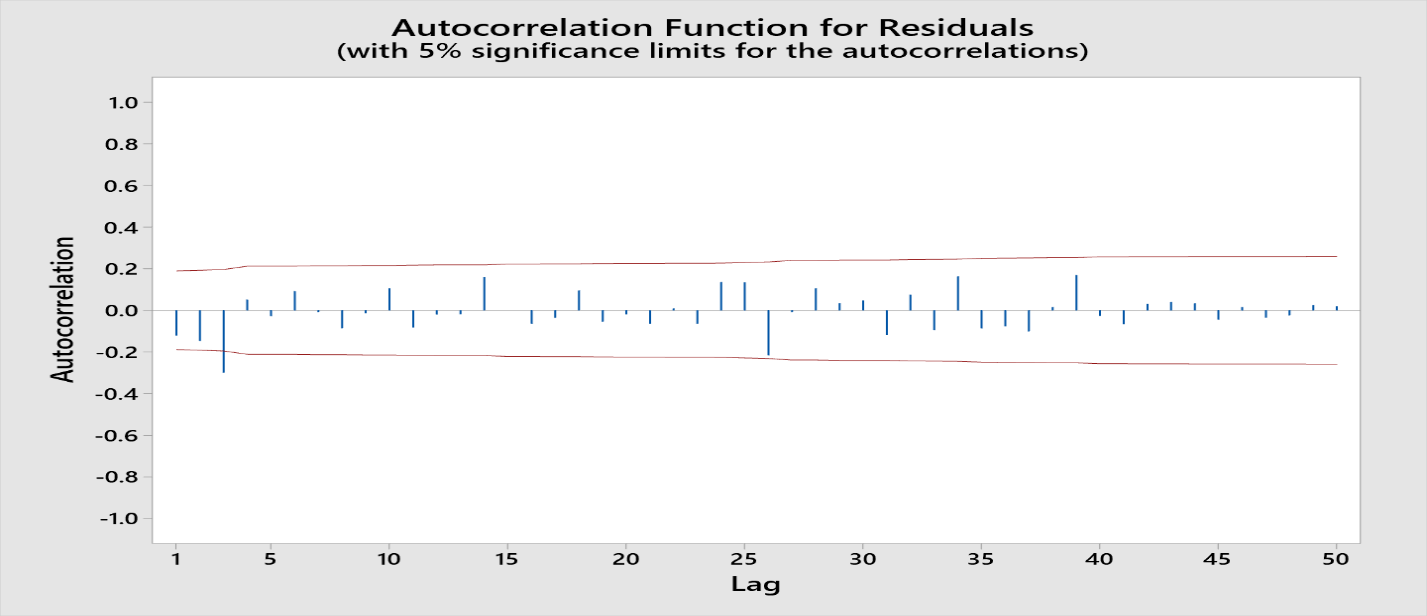 Autocorrelation Function for Residuals
(with 5% significance limits for the autocorrelations)
1.0
0.8
0.6
0.4
0.2
0.0
-0.2
-0.4
-0.6
-0.8
-1.0
Autocorrelation
1 5 10 15 20 25 30 35 40 45 50
Lag